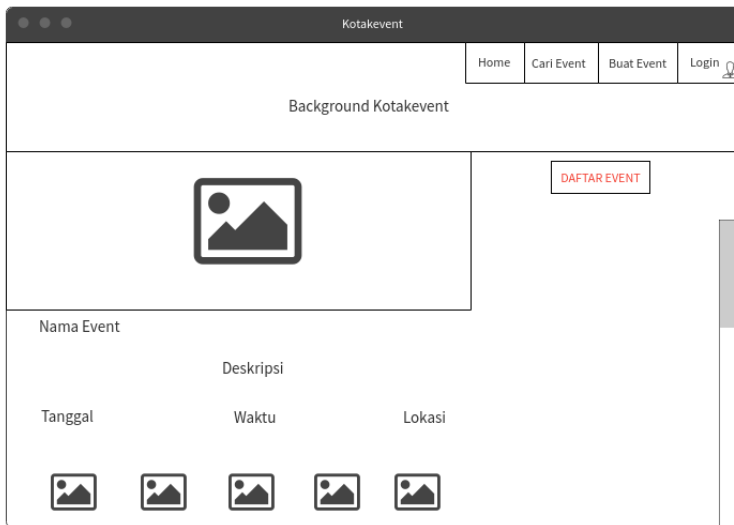 Kotakevent
Home Cari Event Buat Event Login
Background Kotakevent
DAFTAR EVENT
Nama Event
Deskripsi
Tanggal Waktu Lokasi